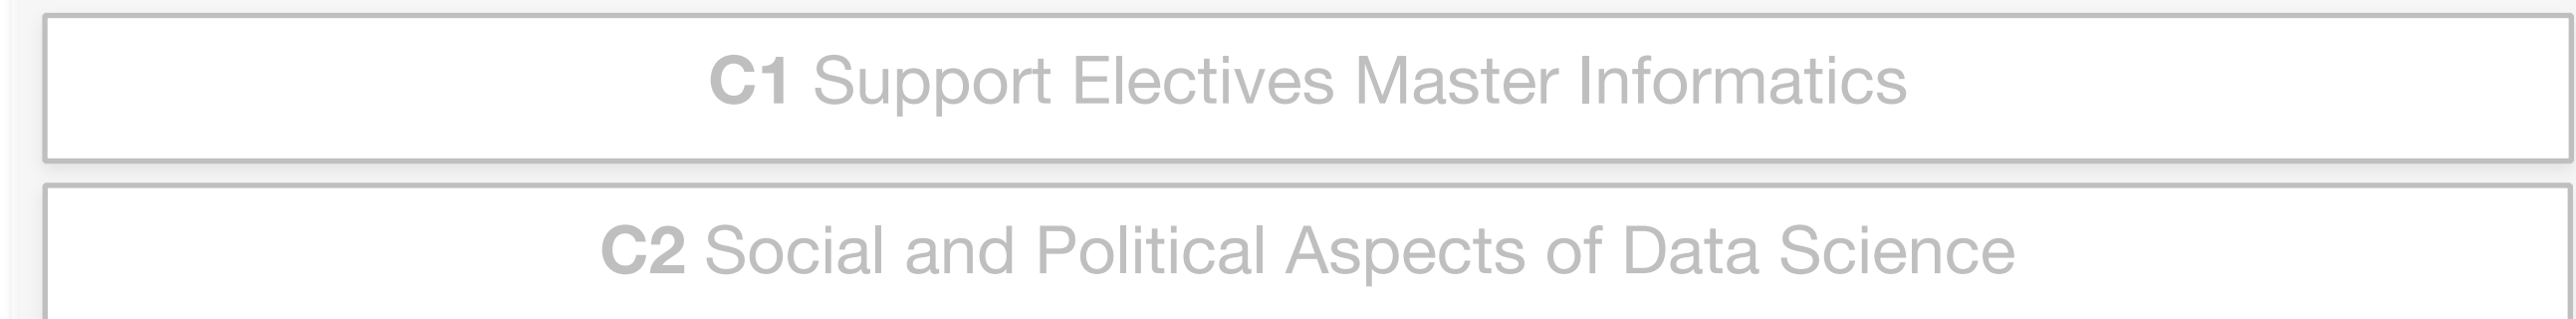 C1 Support Electives Master Informatics
C2 Social and Political Aspects of Data Science